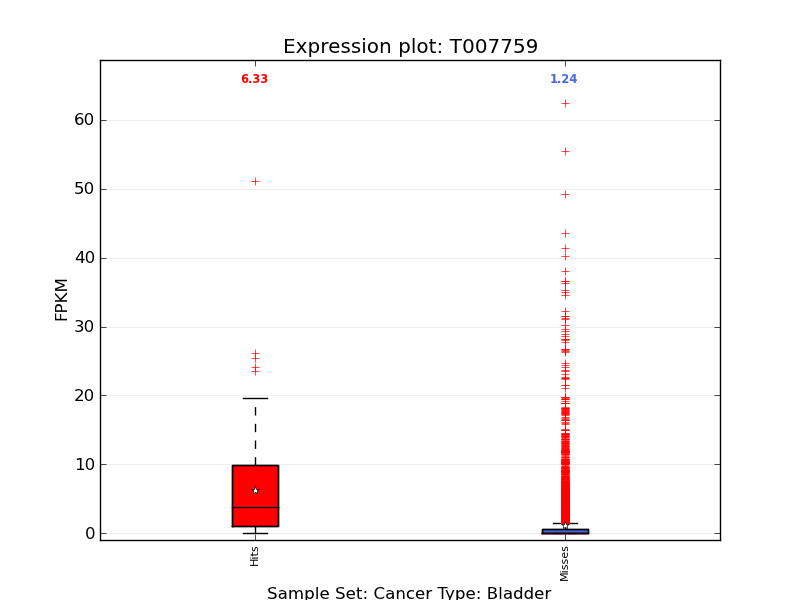 Expression plot: T007759
6.33
1.24
FPKM
60
50
40
30
20
10
0
Hits
Misses
Sample Set: Cancer Type: Bladder